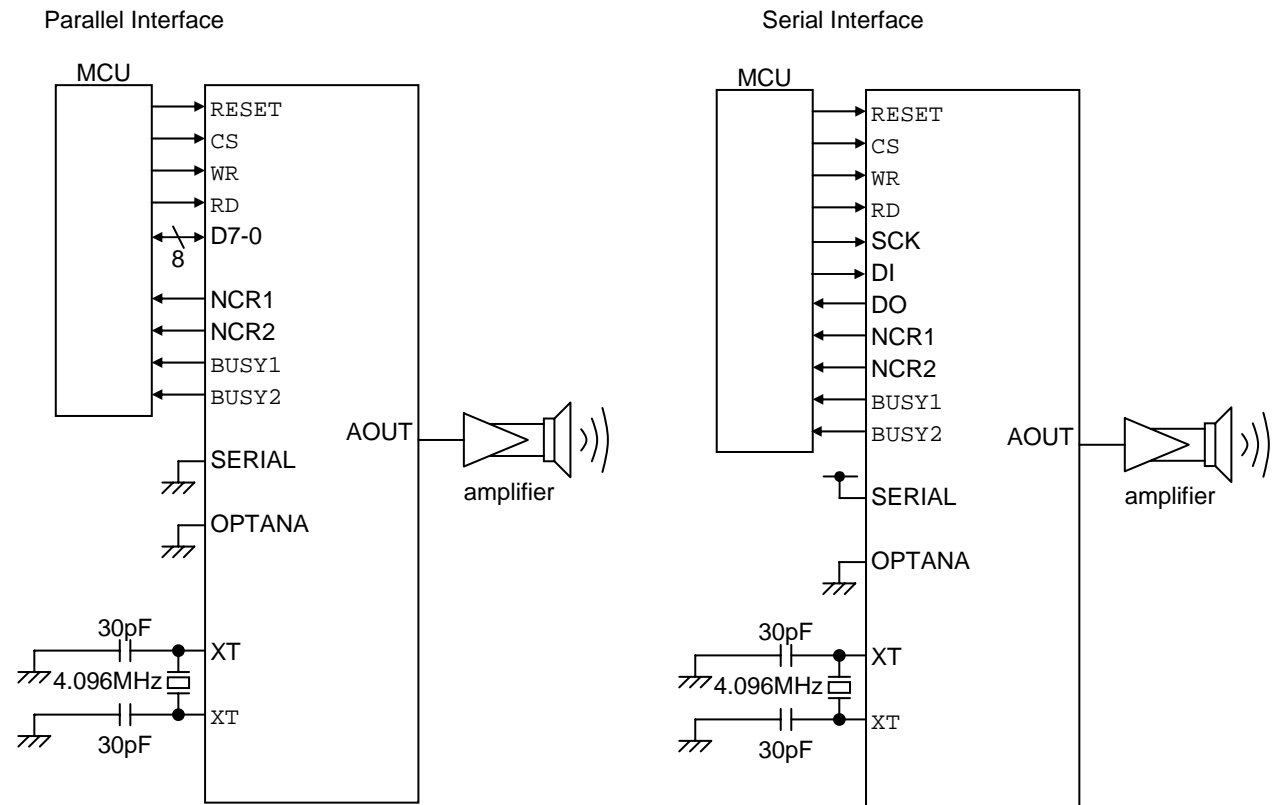 Parallel Interface
MCU
RESET
CS
WR
RD
D7-0
8
NCR1
NCR2
BUSY1
BUSY2
AOUT
amplifier
SERIAL
OPTANA
30pF
XT
4.096MHz
XT
30pF
Serial Interface
MCU
RESET
CS
WR
RD
SCK
DI
DO
NCR1
NCR2
BUSY1
BUSY2
AOUT
amplifier
SERIAL
OPTANA
30pF
XT
4.096MHz
XT
30pF